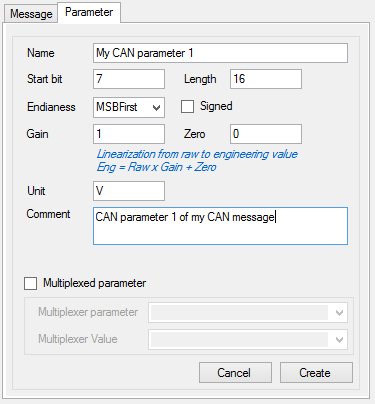 Message Parameter
Name My CAN parameter 1
Start bit 7 Length 16
Endianess MSBFirst Signed
Gain 1 Zero 0
Linearization from raw to engineering value
Eng = Raw x Gain + Zero
Unit V
Comment CAN parameter 1 of my CAN message
Multiplexed parameter
Multiplexer parameter
Multiplexer Value
Cancel Create